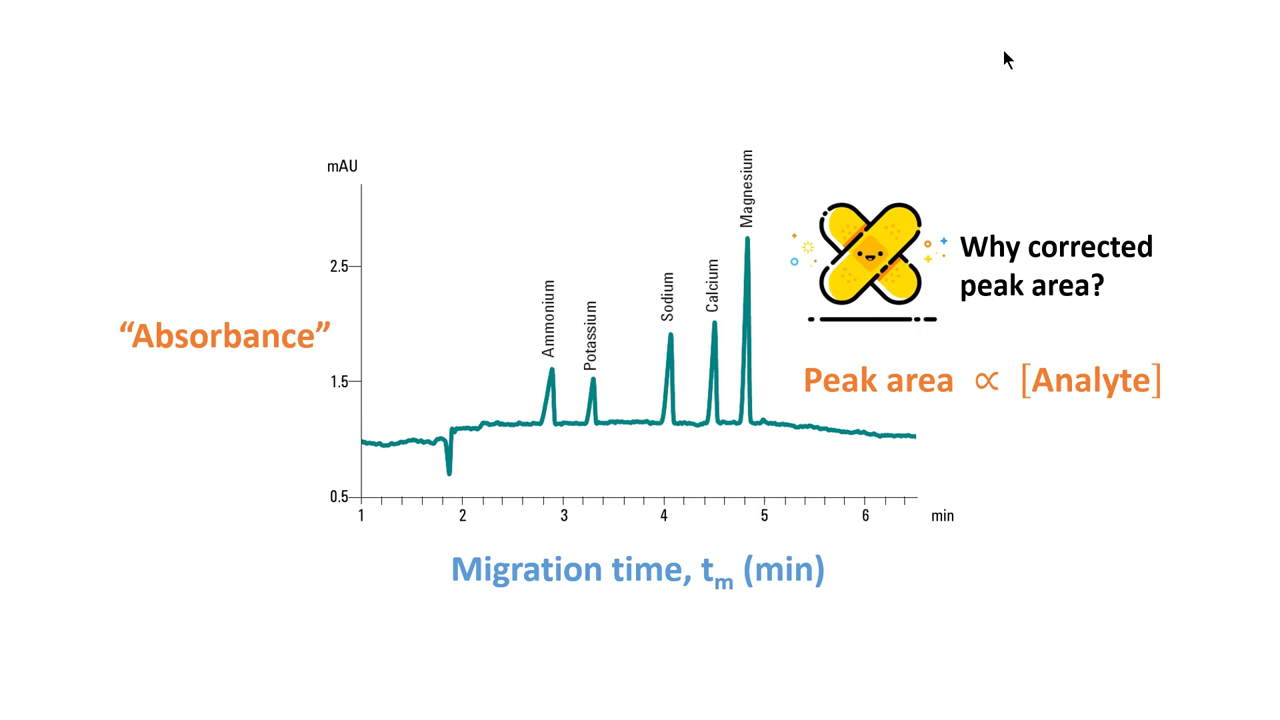 mAU
2.5
1.5
0.5
1 2 3 4 5 6 min
Ammonium
Potassium
Sodium
Calcium
Magnesium
“Absorbance”
Migration time, tm (min)
Why corrected
peak area?
Peak area ∝ [Analyte]